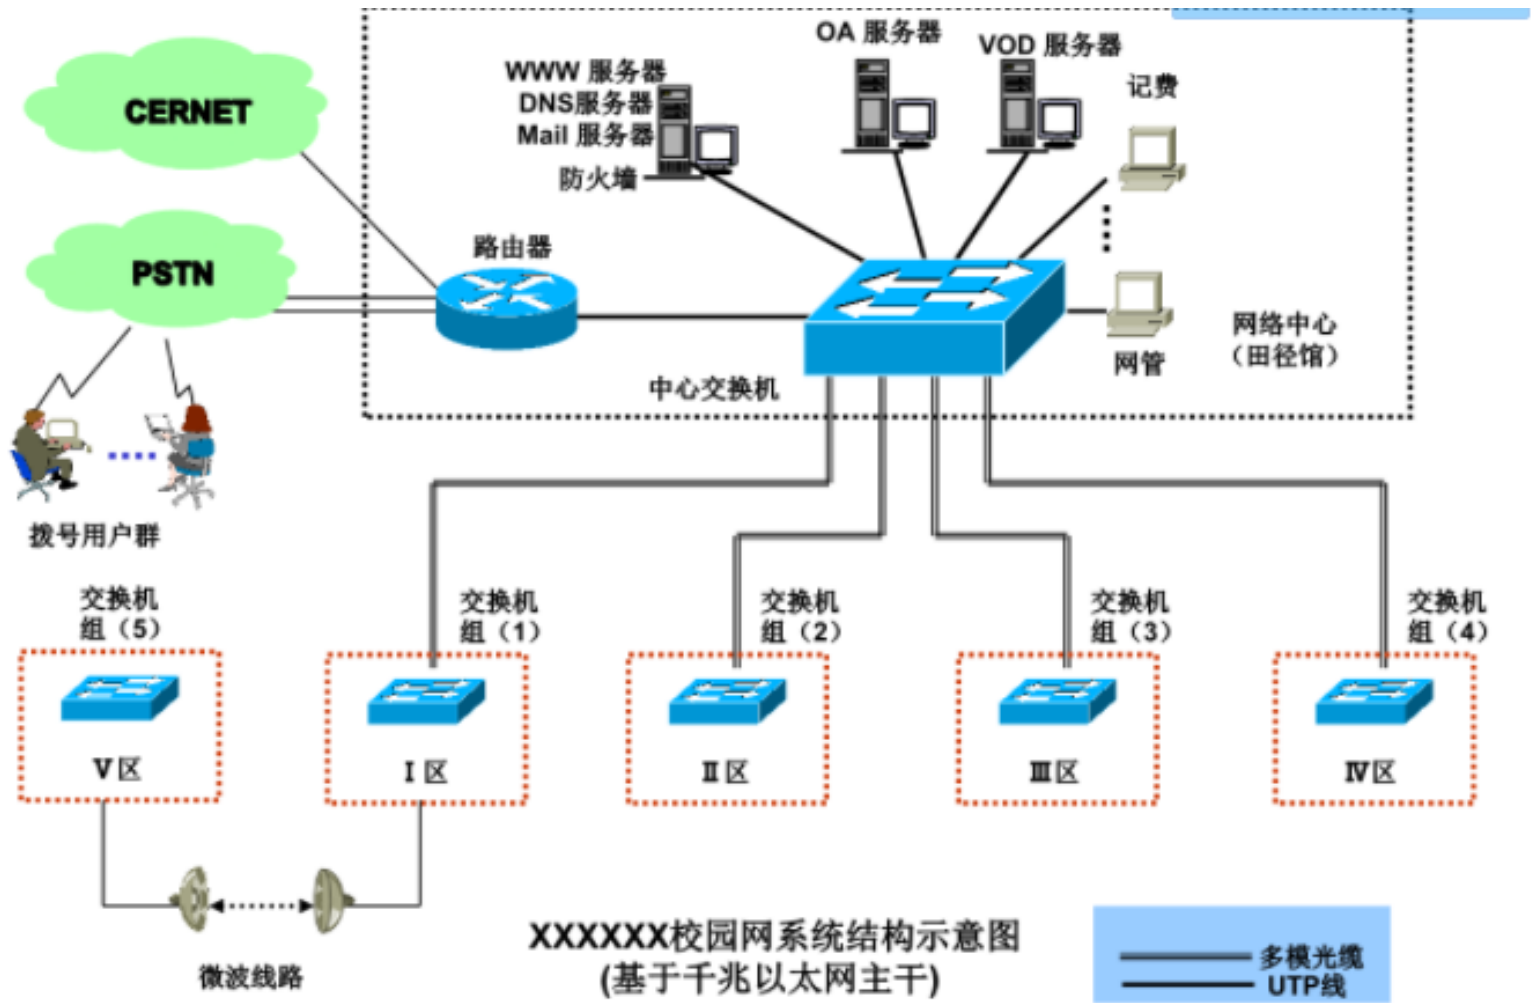 OA 服务器
VOD 服务器
WWW 服务器
DNS服务器
Mail 服务器
防火墙
记费
CERNET
路由器
PSTN
网络中心
（田径馆）
网管
中心交换机
拨号用户群
交换机
组（5）
交换机
组（1）
交换机
组（2）
交换机
组（3）
交换机
组（4）
Ⅴ区
Ⅰ区
Ⅱ区
Ⅲ区
Ⅳ区
微波线路
XXXXXX校园网系统结构示意图
(基于千兆以太网主干)
多模光缆
UTP线